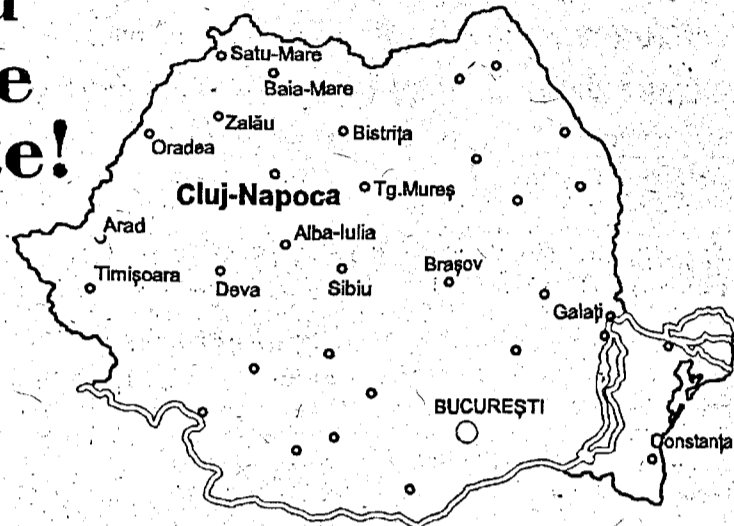 e!
Satu-Mare
Baia-Mare
Zalău
Oradea
Bistrița
Cluj-Napoca
Tg.Mureș
Arad
Alba-Iulia
Timișoara
Deva
Sibiu
Brașov
Galați
BUCUREȘTI
Constanța